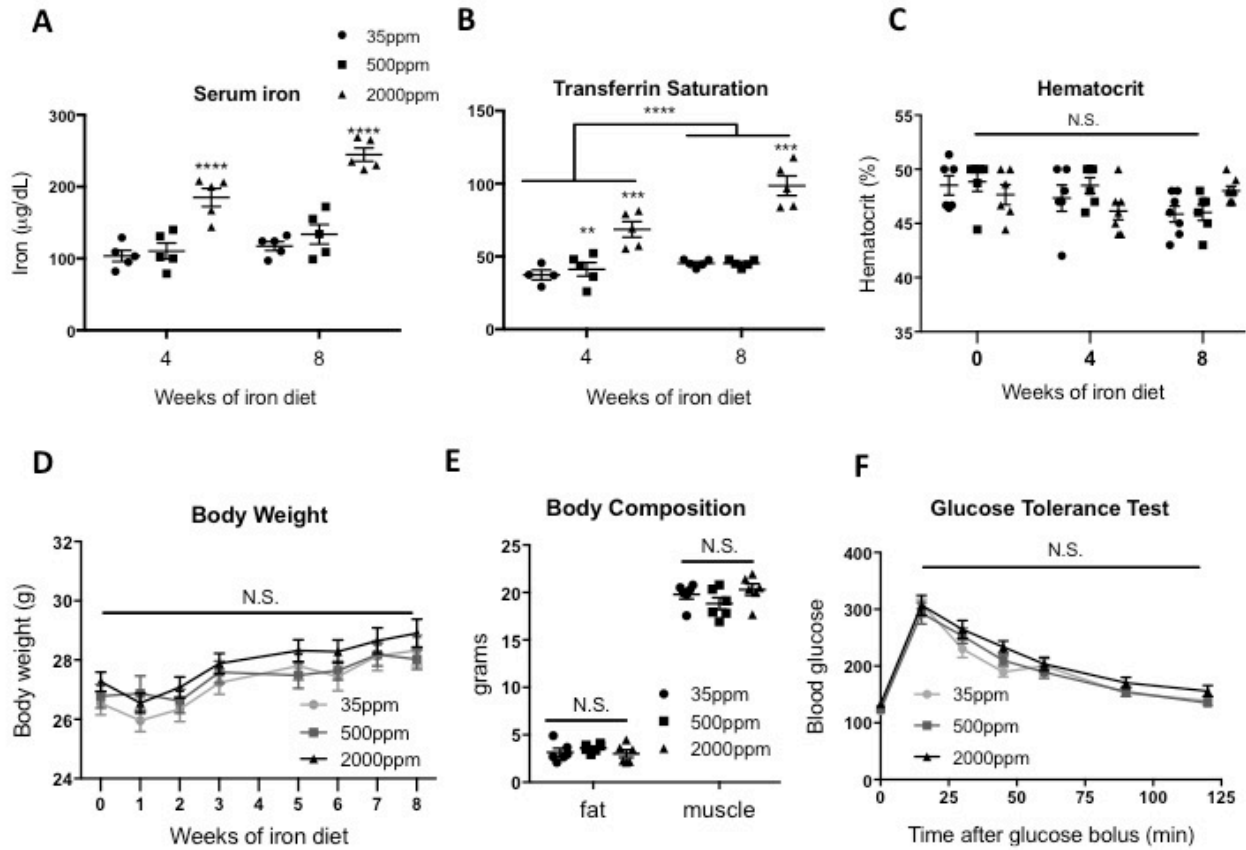 A
35ppm
500ppm
2000ppm
Serum iron
300
200
100
0
Iron (µg/dL)
****
****
4
8
Weeks of iron diet
B
Transferrin Saturation
150
100
50
0
****
**
***
***
4
8
Weeks of iron diet
C
Hematocrit
55
50
45
40
35
Hematocrit (%)
N.S.
0
4
8
Weeks of iron diet
D
Body Weight
32
30
28
26
24
Body weight (g)
N.S.
35ppm
500ppm
2000ppm
0 1 2 3 4 5 6 7 8
Weeks of iron diet
E
Body Composition
25
20
15
10
5
0
grams
N.S.
N.S.
35ppm
500ppm
2000ppm
fat
muscle
F
Glucose Tolerance Test
400
300
200
100
0
Blood glucose
N.S.
35ppm
500ppm
2000ppm
0 25 50 75 100 125
Time after glucose bolus (min)